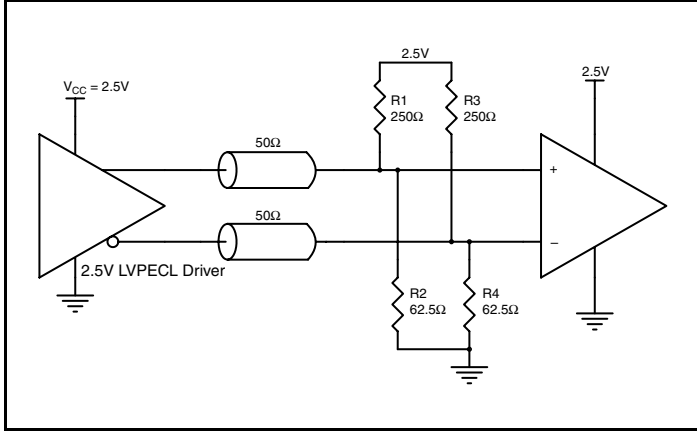 2.5V
V_CC = 2.5V
2.5V
R1
250Ω
R3
250Ω
50Ω
+
50Ω
–
2.5V LVPECL Driver
R2
62.5Ω
R4
62.5Ω